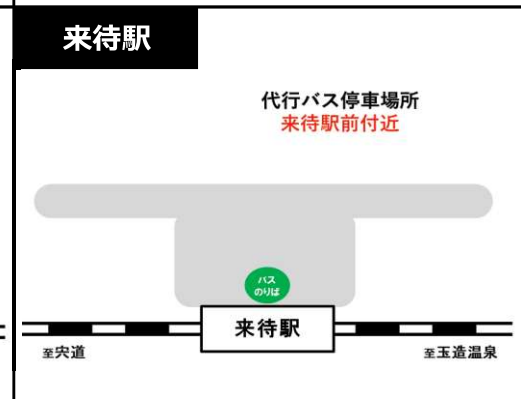 来待駅
代行バス停車場所
来待駅前付近
バス
のりば
来待駅
至宍道
至玉造温泉